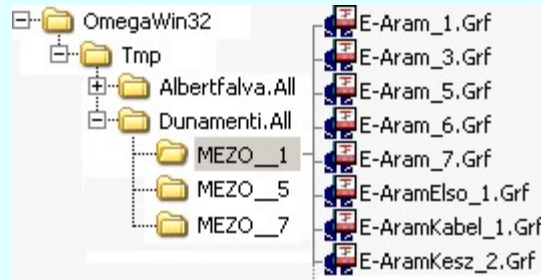 OmegaWin32
Tmp
Albertfalva.All
Dunamenti.All
MEZO__1
MEZO__5
MEZO__7
E-Aram_1.Grf
E-Aram_3.Grf
E-Aram_5.Grf
E-Aram_6.Grf
E-Aram_7.Grf
E-AramElso_1.Grf
E-AramKabel_1.Grf
E-AramKesz_2.Grf